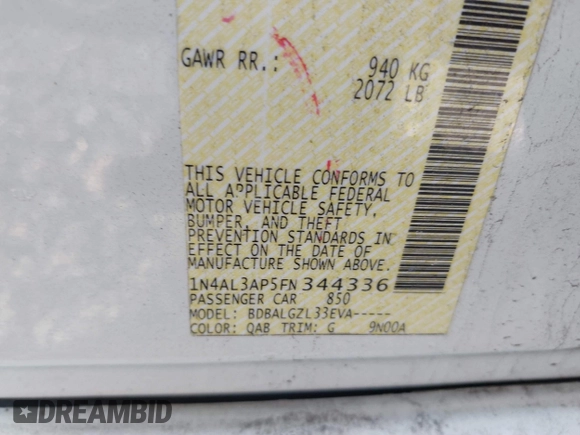 GAWR RR.: 940 KG
2072 LB
THIS VEHICLE CONFORMS TO
ALL APPLICABLE FEDERAL
MOTOR VEHICLE SAFETY,
BUMPER, AND THEFT
PREVENTION STANDARDS IN
EFFECT ON THE DATE OF
MANUFACTURE SHOWN ABOVE.
1N4AL3AP5FN344336
PASSENGER CAR 850
MODEL: BDBALGZL33EVA-----
COLOR: QAB TRIM: G 9N00A
DREAMBID